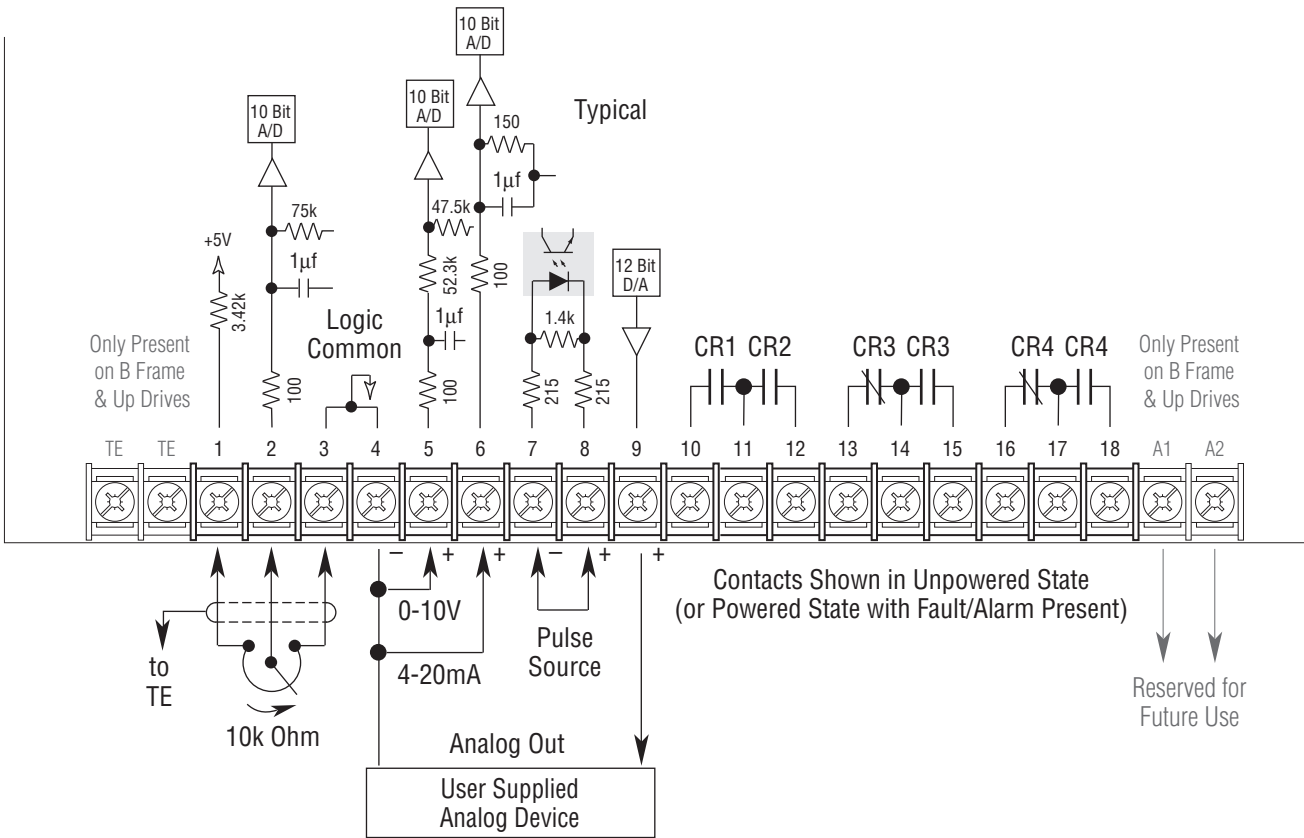 10 Bit
A/D
10 Bit
A/D
10 Bit
A/D
Typical
150
1µf
75k
47.5k
+5V
1µf
3.42k
52.3k
100
12 Bit
D/A
1µf
1.4k
Logic
Common
Only Present
on B Frame
& Up Drives
100
100
215
215
CR1 CR2
CR3 CR3
CR4 CR4
Only Present
on B Frame
& Up Drives
TE TE 1 2 3 4 5 6 7 8 9 10 11 12 13 14 15 16 17 18 A1 A2
– + + – + +
0-10V
4-20mA
Pulse
Source
Contacts Shown in Unpowered State
(or Powered State with Fault/Alarm Present)
to
TE
10k Ohm
Reserved for
Future Use
Analog Out
User Supplied
Analog Device